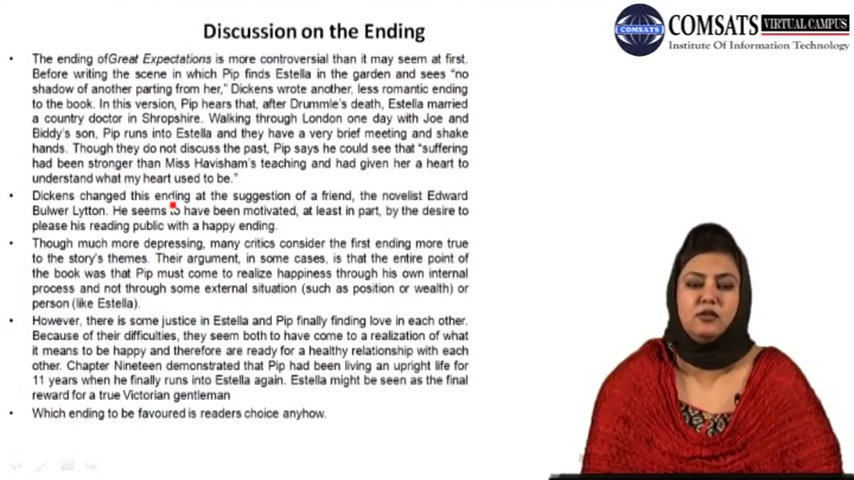 Discussion on the Ending
COMSATS VIRTUAL CAMPUS
Institute Of Information Technology
• The ending ofGreat Expectations is more controversial than it may seem at first.
Before writing the scene in which Pip finds Estella in the garden and sees “no
shadow of another parting from her,” Dickens wrote another, less romantic ending
to the book. In this version, Pip hears that, after Drummle’s death, Estella married
a country doctor in Shropshire. Walking through London one day with Joe and
Biddy’s son, Pip runs into Estella and they have a very brief meeting and shake
hands. Though they do not discuss the past, Pip says he could see that “suffering
had been stronger than Miss Havisham’s teaching and had given her a heart to
understand what my heart used to be.”
• Dickens changed this ending at the suggestion of a friend, the novelist Edward
Bulwer Lytton. He seems to have been motivated, at least in part, by the desire to
please his reading public with a happy ending.
• Though much more depressing, many critics consider the first ending more true
to the story’s themes. Their argument, in some cases, is that the entire point of
the book was that Pip must come to realize happiness through his own internal
process and not through some external situation (such as position or wealth) or
person (like Estella).
• However, there is some justice in Estella and Pip finally finding love in each other.
Because of their difficulties, they seem both to have come to a realization of what
it means to be happy and therefore are ready for a healthy relationship with each
other. Chapter Nineteen demonstrated that Pip had been living an upright life for
11 years when he finally runs into Estella again. Estella might be seen as the final
reward for a true Victorian gentleman
• Which ending to be favoured is readers choice anyhow.